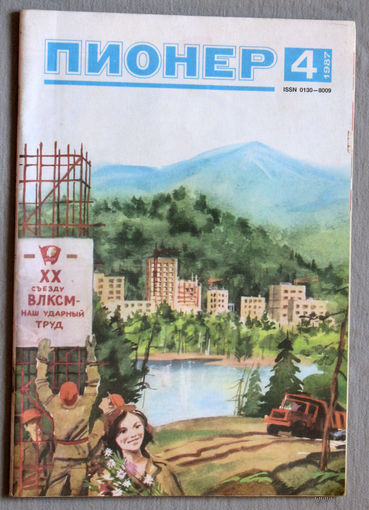 ПИОНЕР 4 1987
ISSN 0130—8009
XX
СЪЕЗДУ
ВЛКСМ-
НАШ УДАРНЫЙ
ТРУД